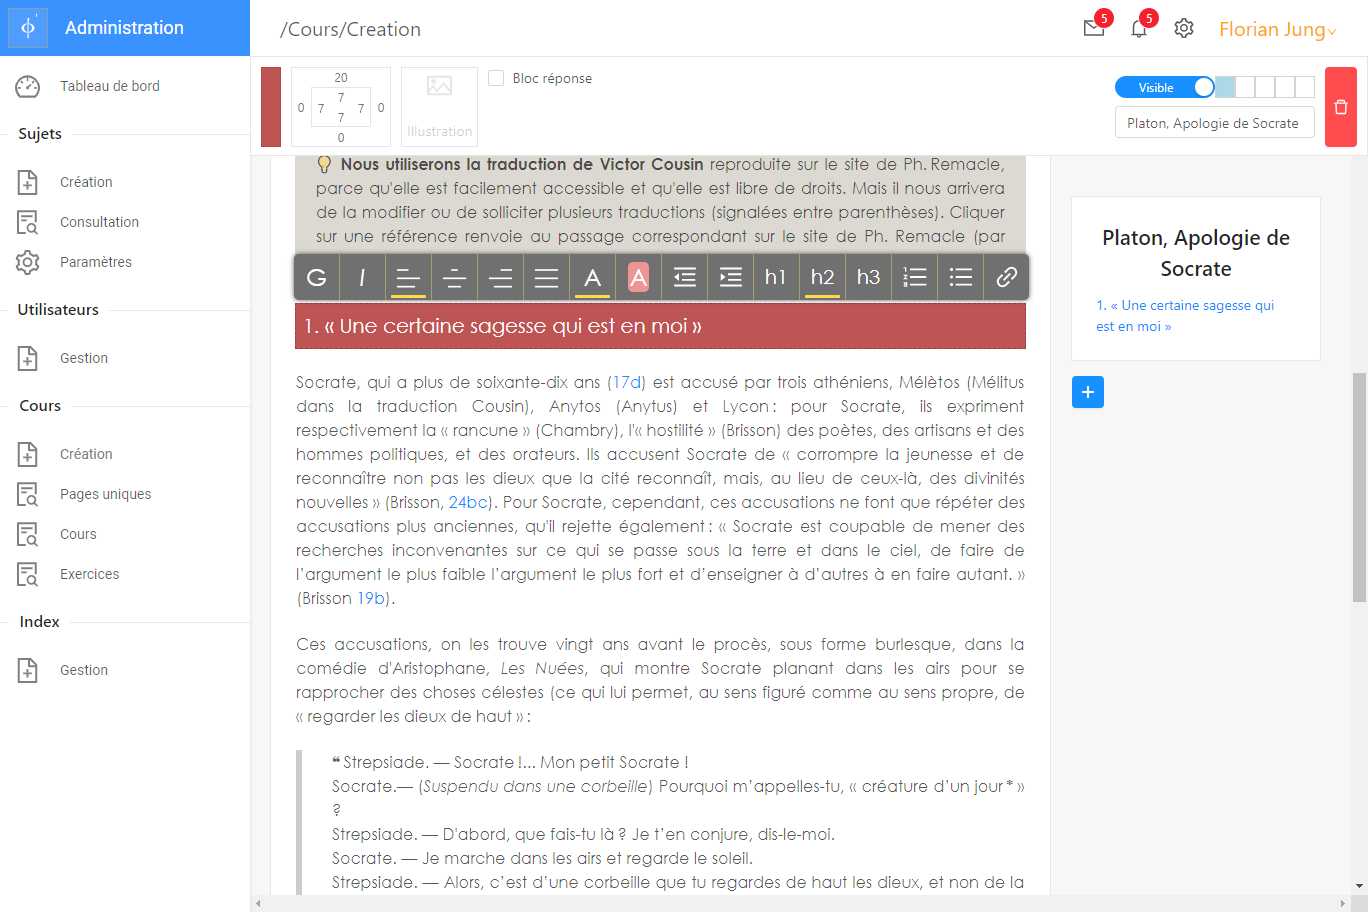 Administration
/Cours/Creation
5
5
Florian Jung
Tableau de bord
Sujets
Création
Consultation
Paramètres
Utilisateurs
Gestion
Cours
Création
Pages uniques
Cours
Exercices
Index
Gestion
20
7
0 7 7 0
7
0
Illustration
Bloc réponse
Visible
Platon, Apologie de Socrate
Nous utiliserons la traduction de Victor Cousin reproduite sur le site de Ph. Remacle,
parce qu'elle est facilement accessible et qu'elle est libre de droits. Mais il nous arrivera
de la modifier ou de solliciter plusieurs traductions (signalées entre parenthèses). Cliquer
sur une référence renvoie au passage correspondant sur le site de Ph. Remacle (par
G I A A h1 h2 h3
1. « Une certaine sagesse qui est en moi »
Socrate, qui a plus de soixante-dix ans (17d) est accusé par trois athéniens, Mélètos (Mélitus
dans la traduction Cousin), Anytos (Anytus) et Lycon : pour Socrate, ils expriment
respectivement la « rancune » (Chambry), l'« hostilité » (Brisson) des poètes, des artisans et des
hommes politiques, et des orateurs. Ils accusent Socrate de « corrompre la jeunesse et de
reconnaître non pas les dieux que la cité reconnaît, mais, au lieu de ceux-là, des divinités
nouvelles » (Brisson, 24bc). Pour Socrate, cependant, ces accusations ne font que répéter des
accusations plus anciennes, qu'il rejette également : « Socrate est coupable de mener des
recherches inconvenantes sur ce qui se passe sous la terre et dans le ciel, de faire de
l’argument le plus faible l’argument le plus fort et d’enseigner à d’autres à en faire autant. »
(Brisson 19b).
Ces accusations, on les trouve vingt ans avant le procès, sous forme burlesque, dans la
comédie d'Aristophane, Les Nuées, qui montre Socrate planant dans les airs pour se
rapprocher des choses célestes (ce qui lui permet, au sens figuré comme au sens propre, de
« regarder les dieux de haut » :
❝ Strepsiade. — Socrate !... Mon petit Socrate !
Socrate.— (Suspendu dans une corbeille) Pourquoi m’appelles-tu, « créature d’un jour * »
?
Strepsiade. — D'abord, que fais-tu là ? Je t’en conjure, dis-le-moi.
Socrate. — Je marche dans les airs et regarde le soleil.
Strepsiade. — Alors, c’est d’une corbeille que tu regardes de haut les dieux, et non de la
Platon, Apologie de
Socrate
1. « Une certaine sagesse qui
est en moi »